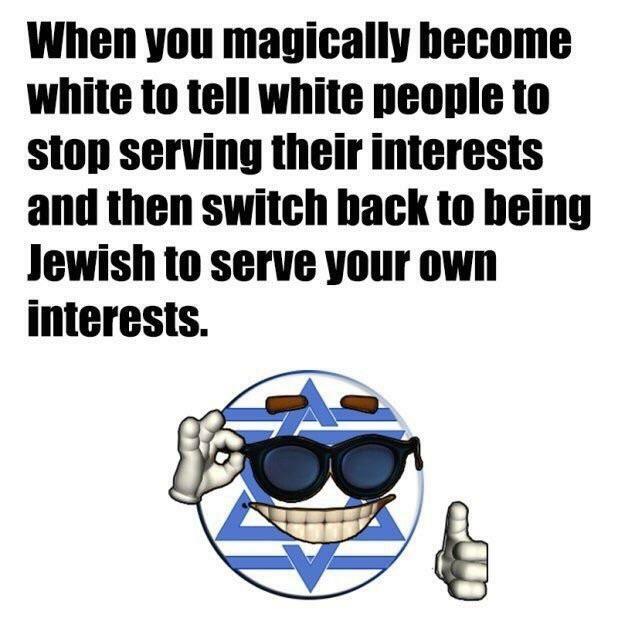 When you magically become
white to tell white people to
stop serving their interests
and then switch back to being
Jewish to serve your own
interests.